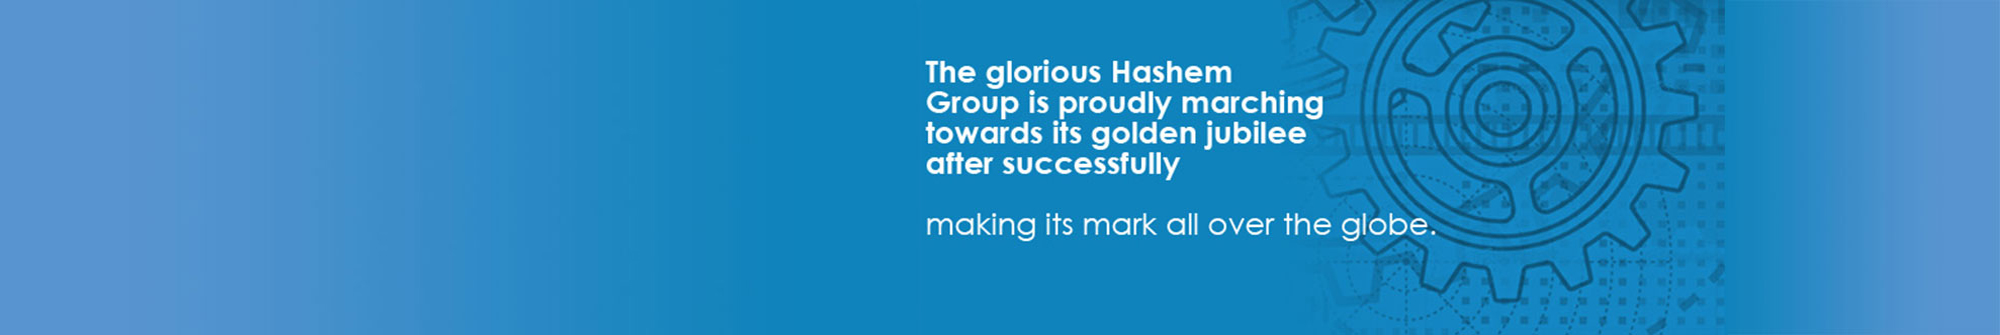 The glorious Hashem
Group is proudly marching
towards its golden jubilee
after successfully
making its mark all over the globe.